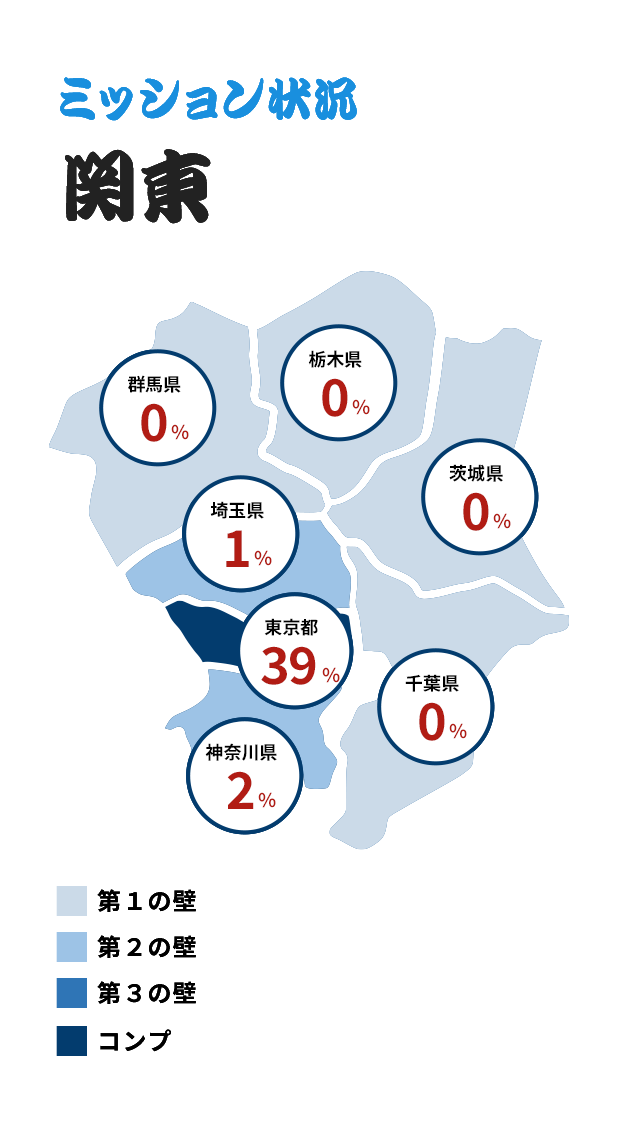 ミッション状況
関東
栃木県
0%
群馬県
0%
茨城県
0%
埼玉県
1%
東京都
39%
千葉県
0%
神奈川県
2%
第１の壁
第２の壁
第３の壁
コンプ